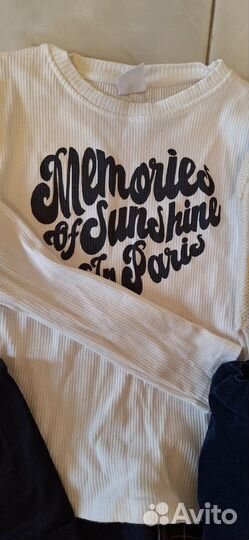 Memories
Of Sunshine
In Paris
Avito